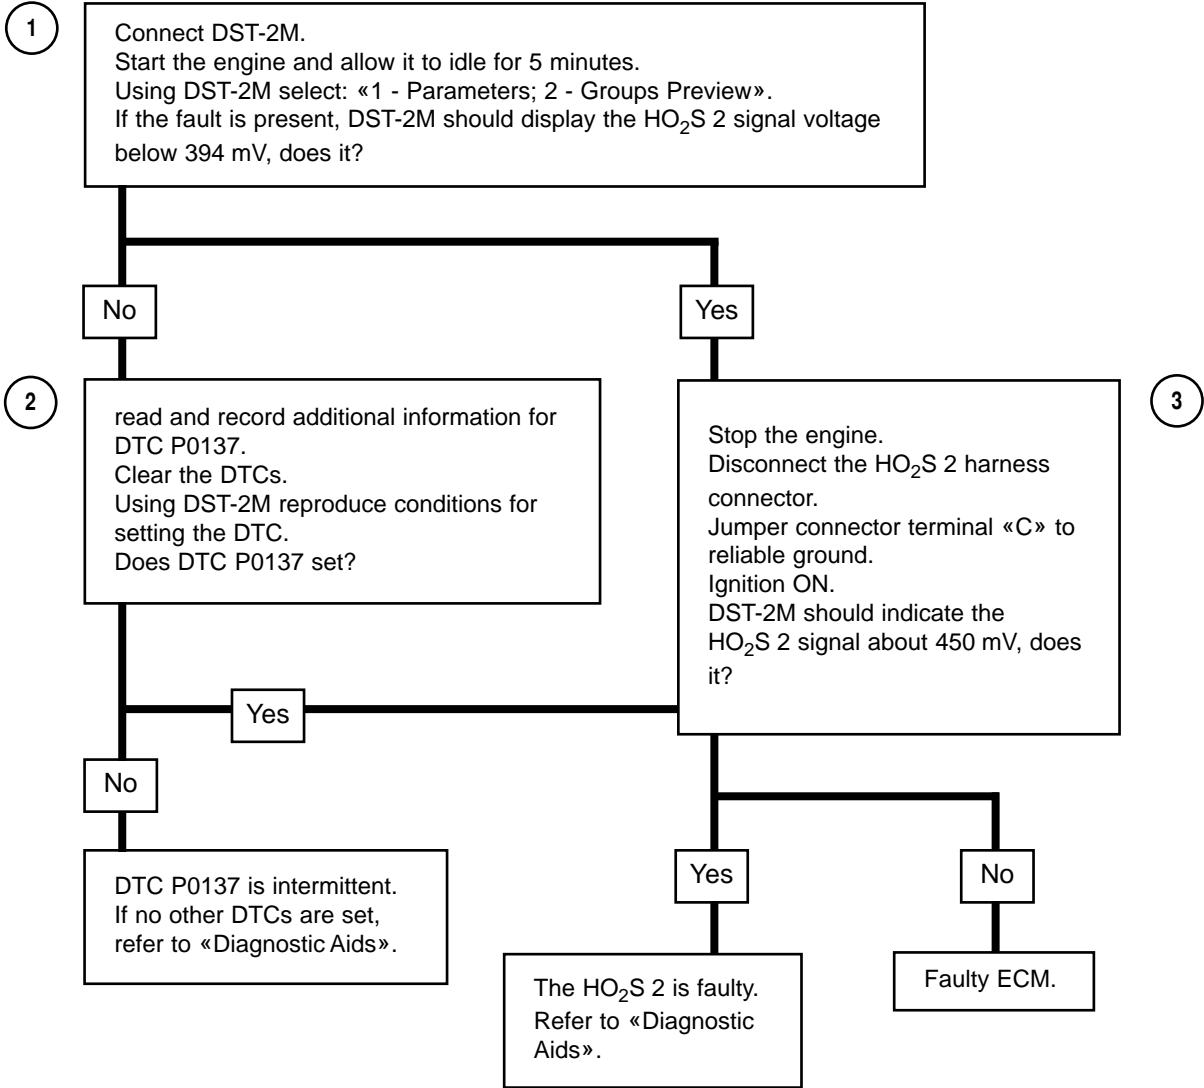 1
Connect DST-2M.
Start the engine and allow it to idle for 5 minutes.
Using DST-2M select: «1 - Parameters; 2 - Groups Preview».
If the fault is present, DST-2M should display the HO2S 2 signal voltage
below 394 mV, does it?
No
Yes
2
read and record additional information for
DTC P0137.
Clear the DTCs.
Using DST-2M reproduce conditions for
setting the DTC.
Does DTC P0137 set?
3
Stop the engine.
Disconnect the HO2S 2 harness
connector.
Jumper connector terminal «C» to
reliable ground.
Ignition ON.
DST-2M should indicate the
HO2S 2 signal about 450 mV, does
it?
Yes
No
DTC P0137 is intermittent.
If no other DTCs are set,
refer to «Diagnostic Aids».
Yes
No
The HO2S 2 is faulty.
Refer to «Diagnostic
Aids».
Faulty ECM.